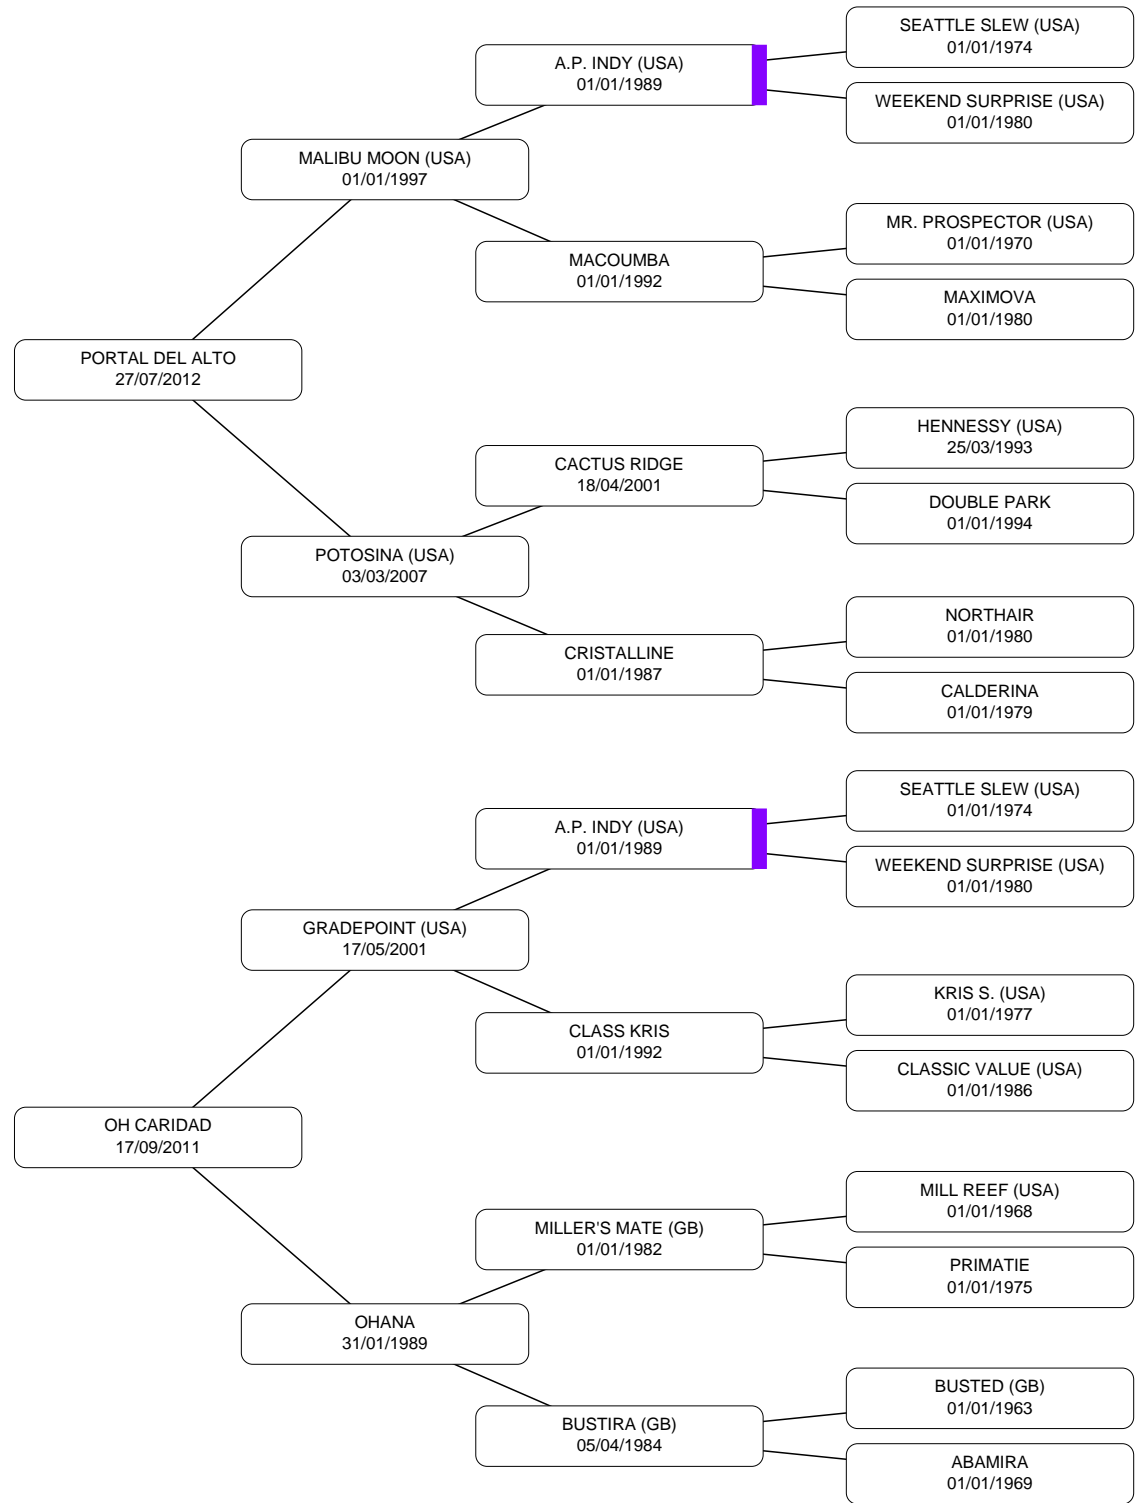 SEATTLE SLEW (USA)
01/01/1974
A.P. INDY (USA)
01/01/1989
WEEKEND SURPRISE (USA)
01/01/1980
MALIBU MOON (USA)
01/01/1997
MR. PROSPECTOR (USA)
01/01/1970
MACOUMBA
01/01/1992
MAXIMOVA
01/01/1980
PORTAL DEL ALTO
27/07/2012
HENNESSY (USA)
25/03/1993
CACTUS RIDGE
18/04/2001
DOUBLE PARK
01/01/1994
POTOSINA (USA)
03/03/2007
NORTHAIR
01/01/1980
CRISTALLINE
01/01/1987
CALDERINA
01/01/1979
SEATTLE SLEW (USA)
01/01/1974
A.P. INDY (USA)
01/01/1989
WEEKEND SURPRISE (USA)
01/01/1980
GRADEPOINT (USA)
17/05/2001
KRIS S. (USA)
01/01/1977
CLASS KRIS
01/01/1992
CLASSIC VALUE (USA)
01/01/1986
OH CARIDAD
17/09/2011
MILL REEF (USA)
01/01/1968
MILLER'S MATE (GB)
01/01/1982
PRIMATIE
01/01/1975
OHANA
31/01/1989
BUSTED (GB)
01/01/1963
BUSTIRA (GB)
05/04/1984
ABAMIRA
01/01/1969